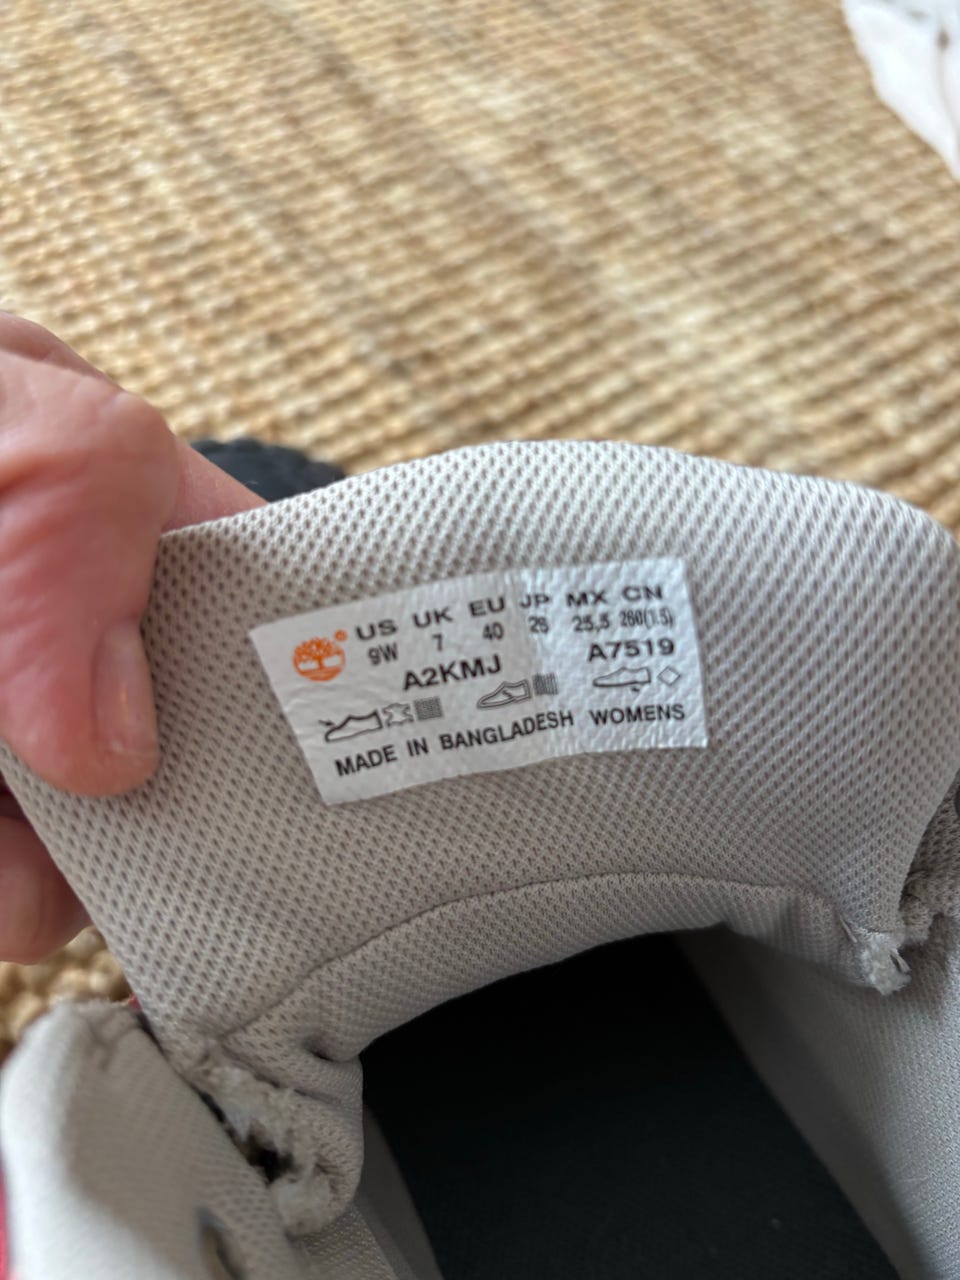 ® US UK EU JP MX CN
9W 7 40 26 25.5 260(1.5)
A2KMJ A7519
MADE IN BANGLADESH WOMENS